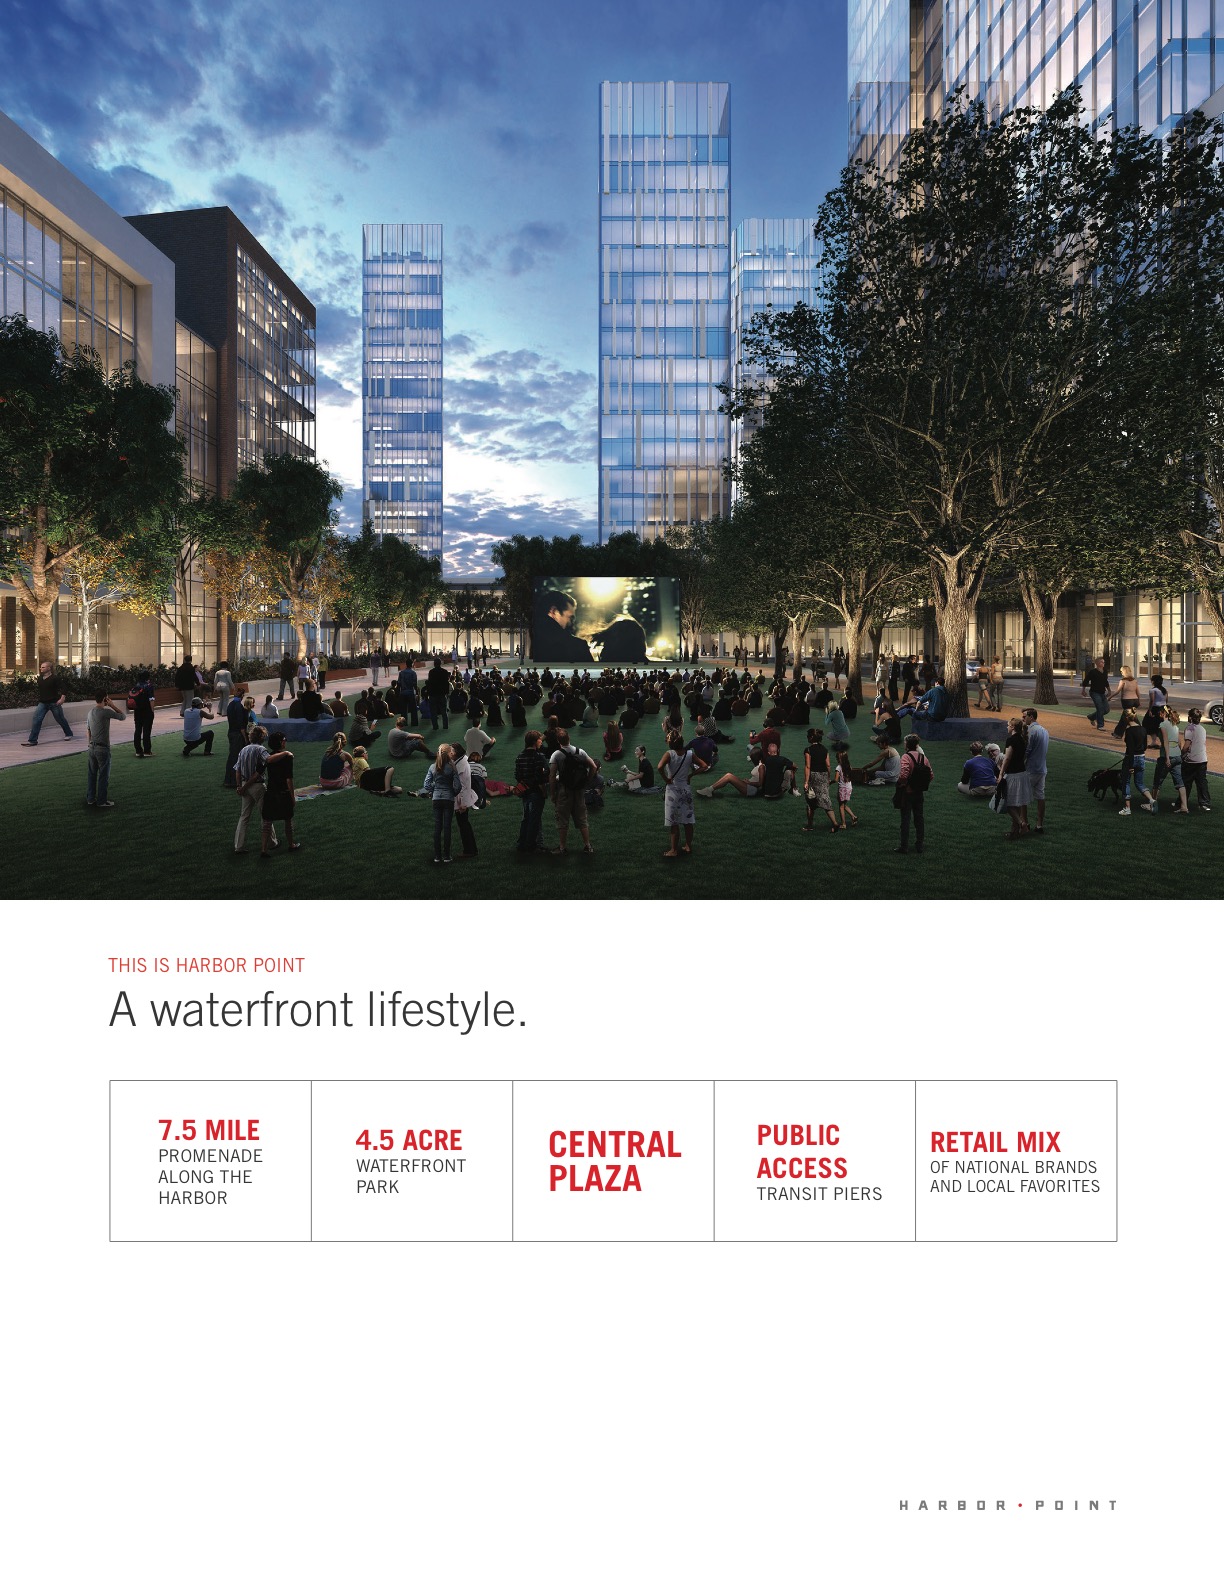 THIS IS HARBOR POINT
A waterfront lifestyle.
7.5 MILE
PROMENADE
ALONG THE
HARBOR
4.5 ACRE
WATERFRONT
PARK
CENTRAL
PLAZA
PUBLIC
ACCESS
TRANSIT PIERS
RETAIL MIX
OF NATIONAL BRANDS
AND LOCAL FAVORITES
HARBOR • POINT